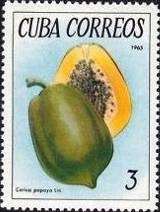 CUBA CORREOS
1965
Carica papaya Lin.
3